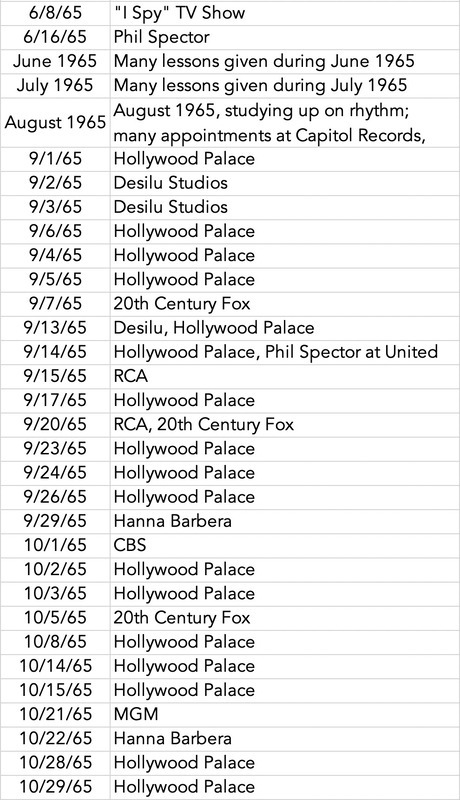 6/8/65 "I Spy" TV Show
6/16/65 Phil Spector
June 1965 Many lessons given during June 1965
July 1965 Many lessons given during July 1965
August 1965 August 1965, studying up on rhythm;
many appointments at Capitol Records,
9/1/65 Hollywood Palace
9/2/65 Desilu Studios
9/3/65 Desilu Studios
9/6/65 Hollywood Palace
9/4/65 Hollywood Palace
9/5/65 Hollywood Palace
9/7/65 20th Century Fox
9/13/65 Desilu, Hollywood Palace
9/14/65 Hollywood Palace, Phil Spector at United
9/15/65 RCA
9/17/65 Hollywood Palace
9/20/65 RCA, 20th Century Fox
9/23/65 Hollywood Palace
9/24/65 Hollywood Palace
9/26/65 Hollywood Palace
9/29/65 Hanna Barbera
10/1/65 CBS
10/2/65 Hollywood Palace
10/3/65 Hollywood Palace
10/5/65 20th Century Fox
10/8/65 Hollywood Palace
10/14/65 Hollywood Palace
10/15/65 Hollywood Palace
10/21/65 MGM
10/22/65 Hanna Barbera
10/28/65 Hollywood Palace
10/29/65 Hollywood Palace